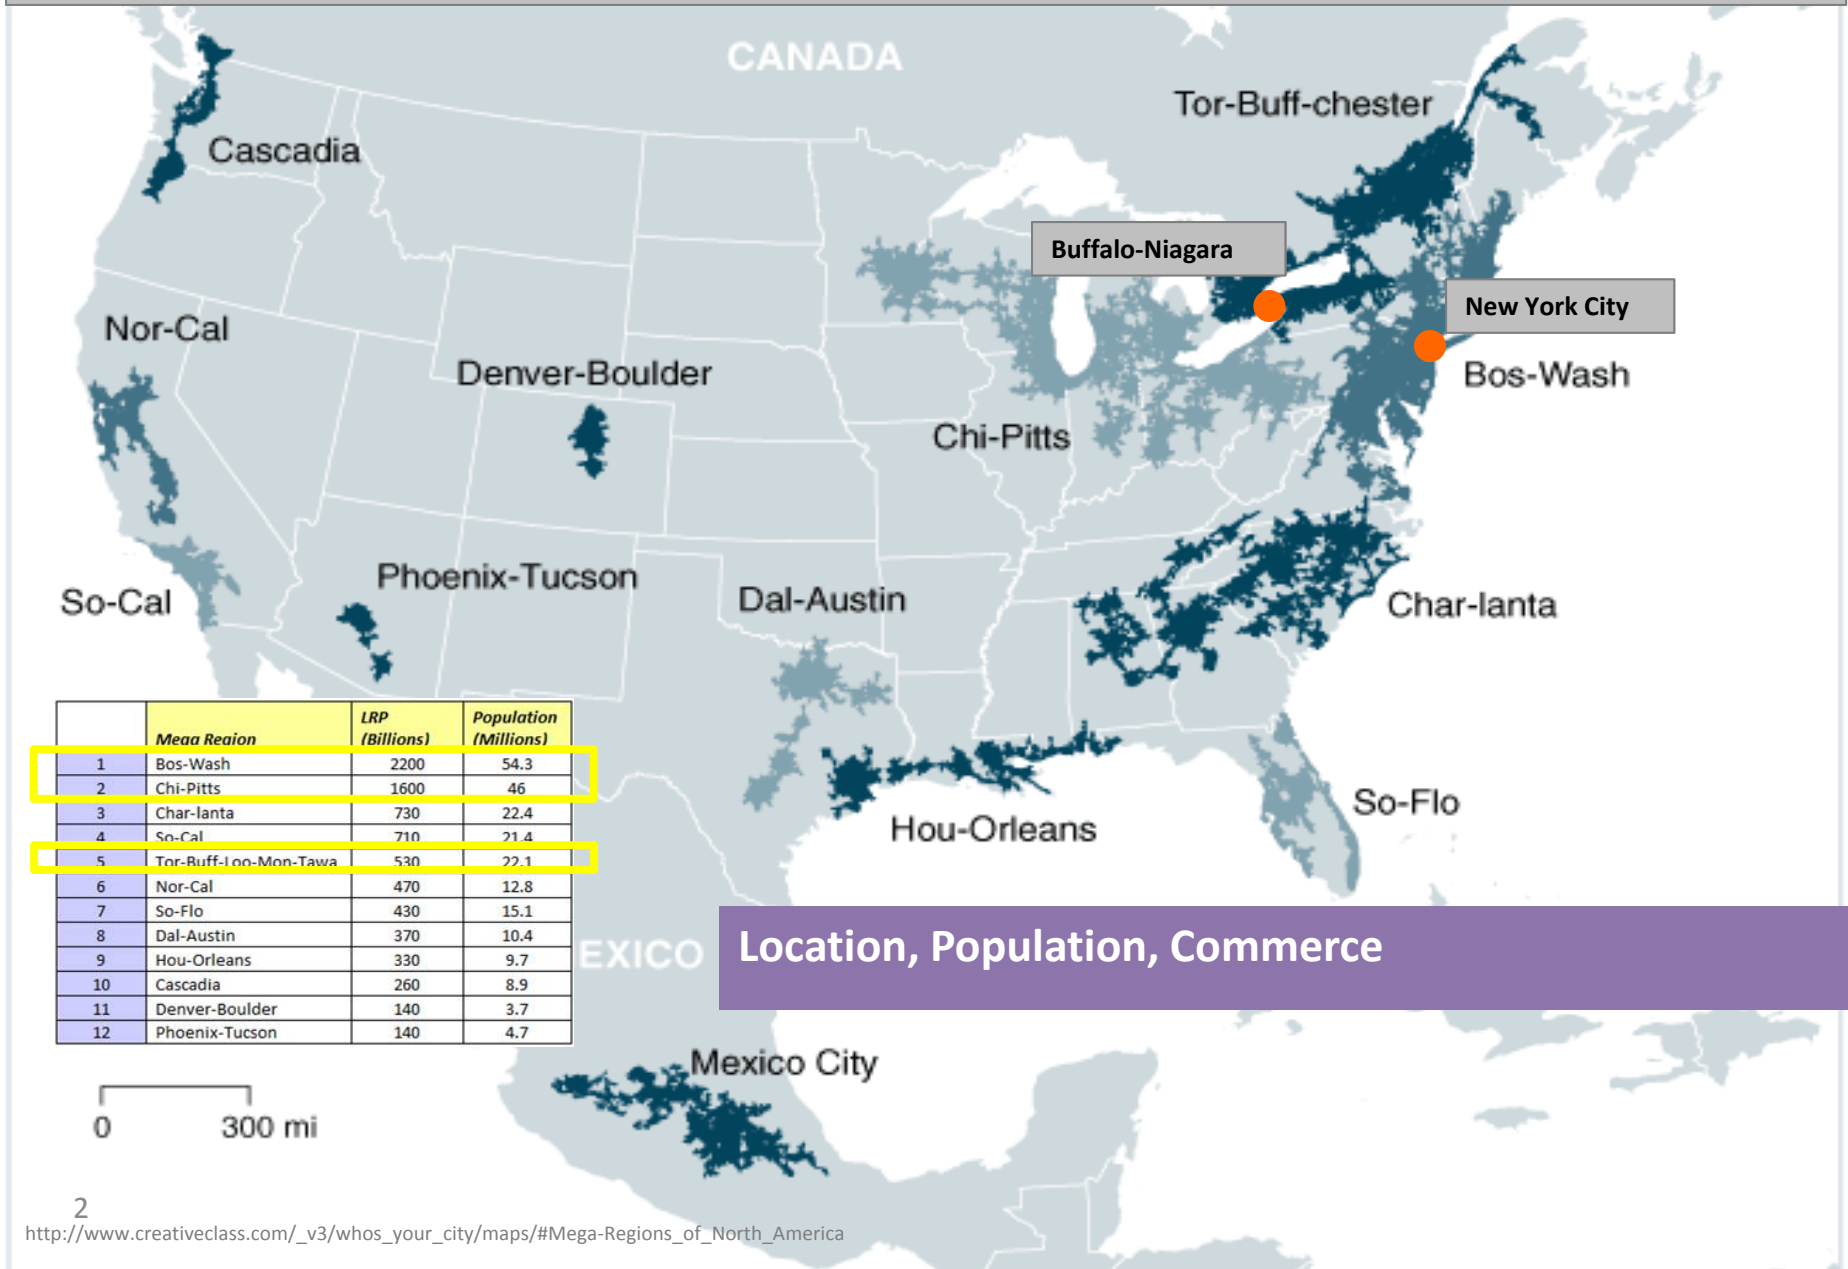 CANADA
Tor-Buff-chester
Cascadia
Buffalo-Niagara
New York City
Nor-Cal
Denver-Boulder
Bos-Wash
Chi-Pitts
Phoenix-Tucson
Dal-Austin
So-Cal
Char-lanta
Mega Region LRP (Billions) Population (Millions)
1 Bos-Wash 2200 54.3
2 Chi-Pitts 1600 46
3 Char-lanta 730 22.4
4 So-Cal 710 21.4
5 Tor-Buff-Loo-Mon-Tawa 530 22.1
6 Nor-Cal 470 12.8
7 So-Flo 430 15.1
8 Dal-Austin 370 10.4
9 Hou-Orleans 330 9.7
10 Cascadia 260 8.9
11 Denver-Boulder 140 3.7
12 Phoenix-Tucson 140 4.7
So-Flo
Hou-Orleans
EXICO
Location, Population, Commerce
Mexico City
0 300 mi
2
http://www.creativeclass.com/_v3/whos_your_city/maps/#Mega-Regions_of_North_America